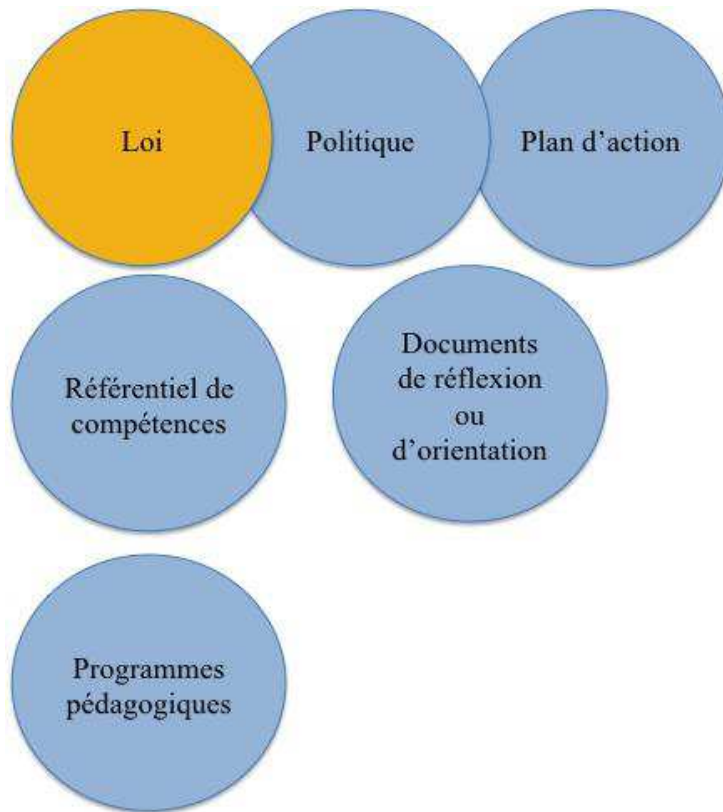 Loi
Politique
Plan d’action
Référentiel de
compétences
Documents
de réflexion
ou
d’orientation
Programmes
pédagogiques